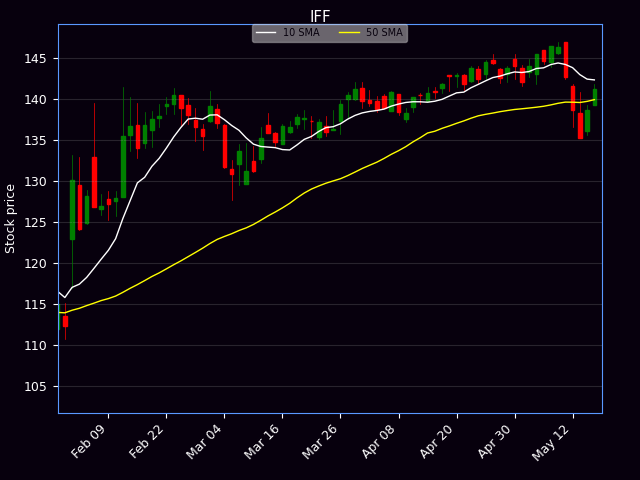 IFF
10 SMA
50 SMA
Stock price
145
140
135
130
125
120
115
110
105
Feb 09
Feb 22
Mar 04
Mar 16
Mar 26
Apr 08
Apr 20
Apr 30
May 12